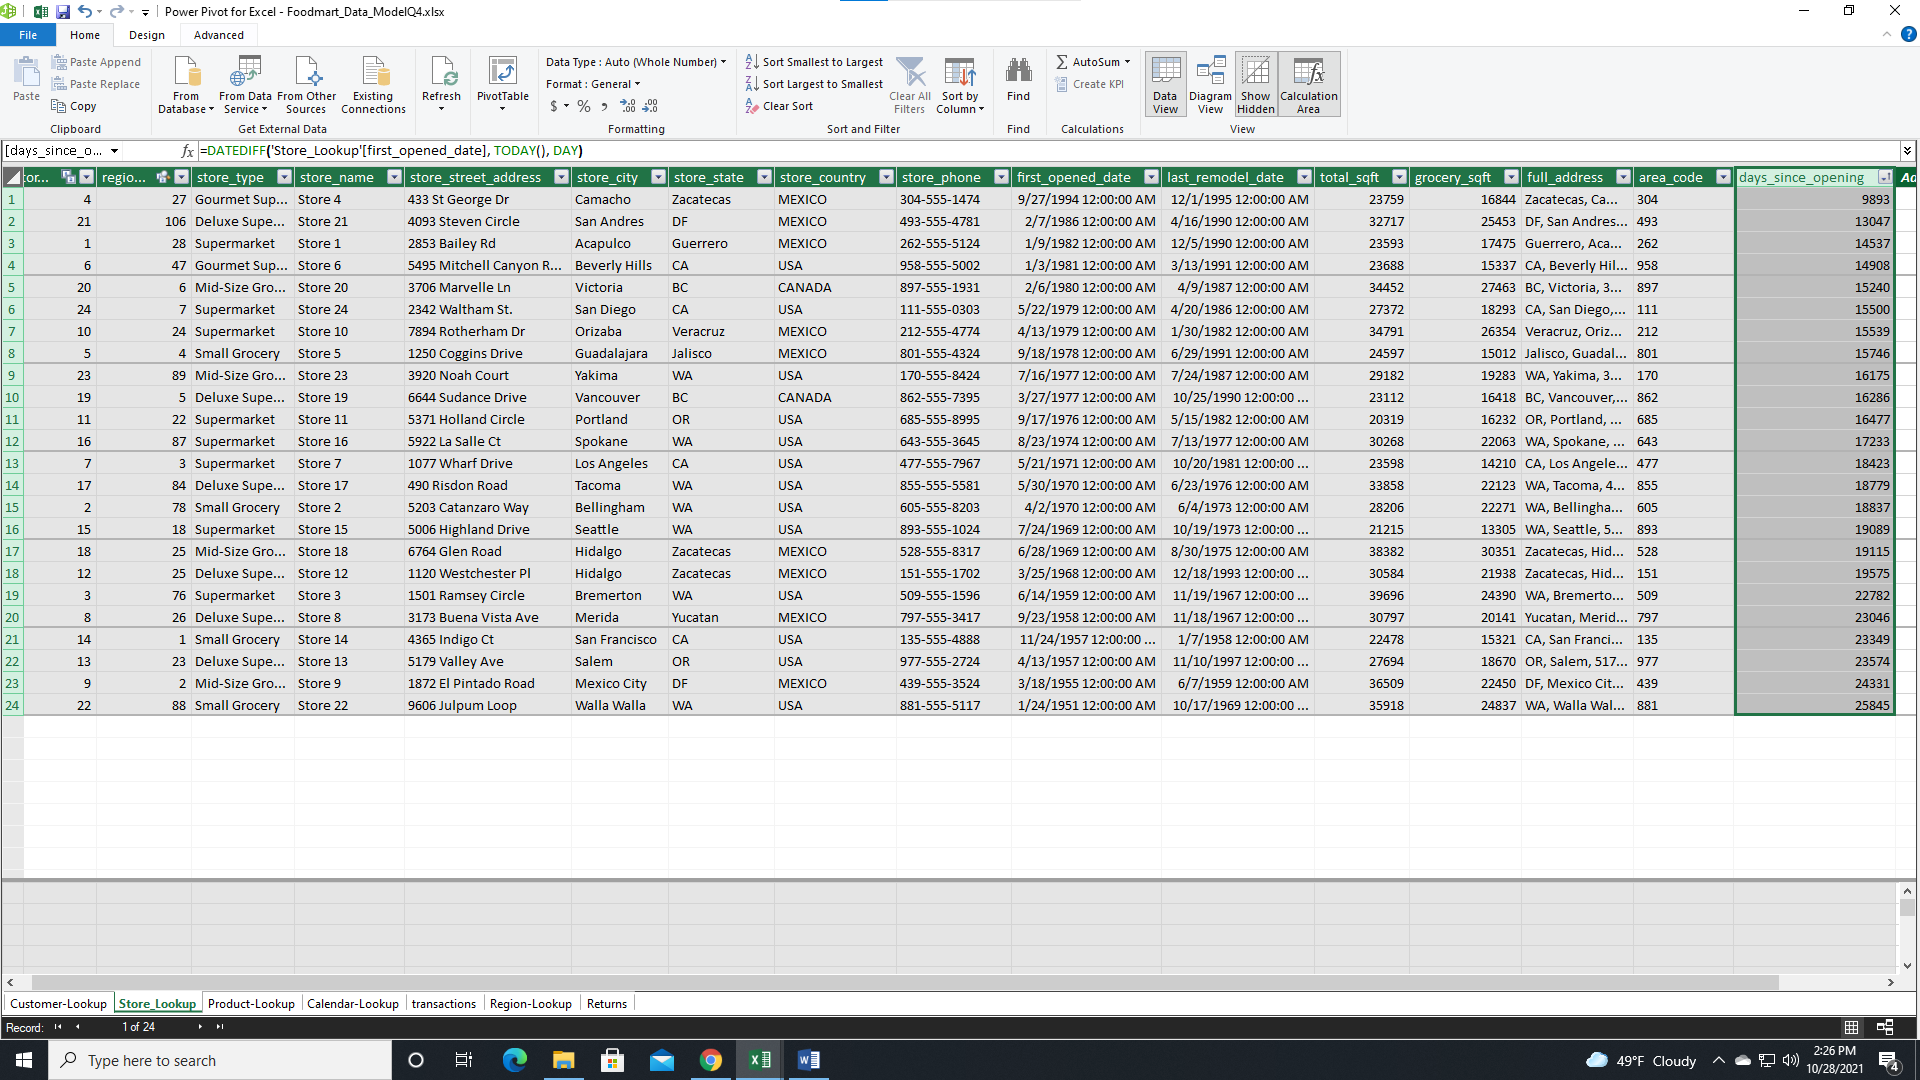 Power Pivot for Excel - Foodmart_Data_ModelQ4.xlsx
File Home Design Advanced
Paste Paste Append Paste Replace Copy
Clipboard
From Database From Data Service From Other Sources Existing Connections
Get External Data
Refresh PivotTable
Data Type : Auto (Whole Number)
Format : General
$ % , .00 .00
Formatting
Sort Smallest to Largest
Sort Largest to Smallest
Clear Sort
Clear All Filters Sort by Column
Sort and Filter
Find
Find
AutoSum
Create KPI
Calculations
Data View Diagram View Show Hidden Calculation Area
View
[days_since_o... fx =DATEDIFF('Store_Lookup'[first_opened_date], TODAY(), DAY)
tor... regio... store_type store_name store_street_address store_city store_state store_country store_phone first_opened_date last_remodel_date total_sqft grocery_sqft full_address area_code days_since_opening Ad
1 4 27 Gourmet Sup... Store 4 433 St George Dr Camacho Zacatecas MEXICO 304-555-1474 9/27/1994 12:00:00 AM 12/1/1995 12:00:00 AM 23759 16844 Zacatecas, Ca... 304 9893
2 21 106 Deluxe Supe... Store 21 4093 Steven Circle San Andres DF MEXICO 493-555-4781 2/7/1986 12:00:00 AM 4/16/1990 12:00:00 AM 32717 25453 DF, San Andres... 493 13047
3 1 28 Supermarket Store 1 2853 Bailey Rd Acapulco Guerrero MEXICO 262-555-5124 1/9/1982 12:00:00 AM 12/5/1990 12:00:00 AM 23593 17475 Guerrero, Aca... 262 14537
4 6 47 Gourmet Sup... Store 6 5495 Mitchell Canyon R... Beverly Hills CA USA 958-555-5002 1/3/1981 12:00:00 AM 3/13/1991 12:00:00 AM 23688 15337 CA, Beverly Hil... 958 14908
5 20 6 Mid-Size Gro... Store 20 3706 Marvelle Ln Victoria BC CANADA 897-555-1931 2/6/1980 12:00:00 AM 4/9/1987 12:00:00 AM 34452 27463 BC, Victoria, 3... 897 15240
6 24 7 Supermarket Store 24 2342 Waltham St. San Diego CA USA 111-555-0303 5/22/1979 12:00:00 AM 4/20/1986 12:00:00 AM 27372 18293 CA, San Diego,... 111 15500
7 10 24 Supermarket Store 10 7894 Rotherham Dr Orizaba Veracruz MEXICO 212-555-4774 4/13/1979 12:00:00 AM 1/30/1982 12:00:00 AM 34791 26354 Veracruz, Oriz... 212 15539
8 5 4 Small Grocery Store 5 1250 Coggins Drive Guadalajara Jalisco MEXICO 801-555-4324 9/18/1978 12:00:00 AM 6/29/1991 12:00:00 AM 24597 15012 Jalisco, Guadal... 801 15746
9 23 89 Mid-Size Gro... Store 23 3920 Noah Court Yakima WA USA 170-555-8424 7/16/1977 12:00:00 AM 7/24/1987 12:00:00 AM 29182 19283 WA, Yakima, 3... 170 16175
10 19 5 Deluxe Supe... Store 19 6644 Sudance Drive Vancouver BC CANADA 862-555-7395 3/27/1977 12:00:00 AM 10/25/1990 12:00:00 ... 23112 16418 BC, Vancouver,... 862 16286
11 11 22 Supermarket Store 11 5371 Holland Circle Portland OR USA 685-555-8995 9/17/1976 12:00:00 AM 5/15/1982 12:00:00 AM 20319 16232 OR, Portland, ... 685 16477
12 16 87 Supermarket Store 16 5922 La Salle Ct Spokane WA USA 643-555-3645 8/23/1974 12:00:00 AM 7/13/1977 12:00:00 AM 30268 22063 WA, Spokane, ... 643 17233
13 7 3 Supermarket Store 7 1077 Wharf Drive Los Angeles CA USA 477-555-7967 5/21/1971 12:00:00 AM 10/20/1981 12:00:00 ... 23598 14210 CA, Los Angele... 477 18423
14 17 84 Deluxe Supe... Store 17 490 Risdon Road Tacoma WA USA 855-555-5581 5/30/1970 12:00:00 AM 6/23/1976 12:00:00 AM 33858 22123 WA, Tacoma, 4... 855 18779
15 2 78 Small Grocery Store 2 5203 Catanzaro Way Bellingham WA USA 605-555-8203 4/2/1970 12:00:00 AM 6/4/1973 12:00:00 AM 28206 22271 WA, Bellingha... 605 18837
16 15 18 Supermarket Store 15 5006 Highland Drive Seattle WA USA 893-555-1024 7/24/1969 12:00:00 AM 10/19/1973 12:00:00 AM 21215 13305 WA, Seattle, 5... 893 19089
17 18 25 Mid-Size Gro... Store 18 6764 Glen Road Hidalgo Zacatecas MEXICO 528-555-8317 6/28/1969 12:00:00 AM 8/30/1975 12:00:00 AM 38382 30351 Zacatecas, Hid... 528 19115
18 12 25 Deluxe Supe... Store 12 1120 Westchester Pl Hidalgo Zacatecas MEXICO 151-555-1702 3/25/1968 12:00:00 AM 12/18/1993 12:00:00 ... 30584 21938 Zacatecas, Hid... 151 19575
19 3 76 Supermarket Store 3 1501 Ramsey Circle Bremerton WA USA 509-555-1596 6/14/1959 12:00:00 AM 11/19/1967 12:00:00 ... 39696 24390 WA, Bremerto... 509 22782
20 8 26 Deluxe Supe... Store 8 3173 Buena Vista Ave Merida Yucatan MEXICO 797-555-3417 9/23/1958 12:00:00 AM 11/18/1967 12:00:00 ... 30797 20141 Yucatan, Merid... 797 23046
21 14 1 Small Grocery Store 14 4365 Indigo Ct San Francisco CA USA 135-555-4888 11/24/1957 12:00:00 ... 1/7/1958 12:00:00 AM 22478 15321 CA, San Franci... 135 23349
22 13 23 Deluxe Supe... Store 13 5179 Valley Ave Salem OR USA 977-555-2724 4/13/1957 12:00:00 AM 11/10/1997 12:00:00 ... 27694 18670 OR, Salem, 517... 977 23574
23 9 2 Mid-Size Gro... Store 9 1872 El Pintado Road Mexico City DF MEXICO 439-555-3524 3/18/1955 12:00:00 AM 6/7/1959 12:00:00 AM 36509 22450 DF, Mexico Cit... 439 24331
24 22 88 Small Grocery Store 22 9606 Julpum Loop Walla Walla WA USA 881-555-5117 1/24/1951 12:00:00 AM 10/17/1969 12:00:00 ... 35918 24837 WA, Walla Wal... 881 25845
Customer-Lookup Store_Lookup Product-Lookup Calendar-Lookup transactions Region-Lookup Returns
Record: 1 of 24
Type here to search 49°F Cloudy 2:26 PM
10/28/2021 4